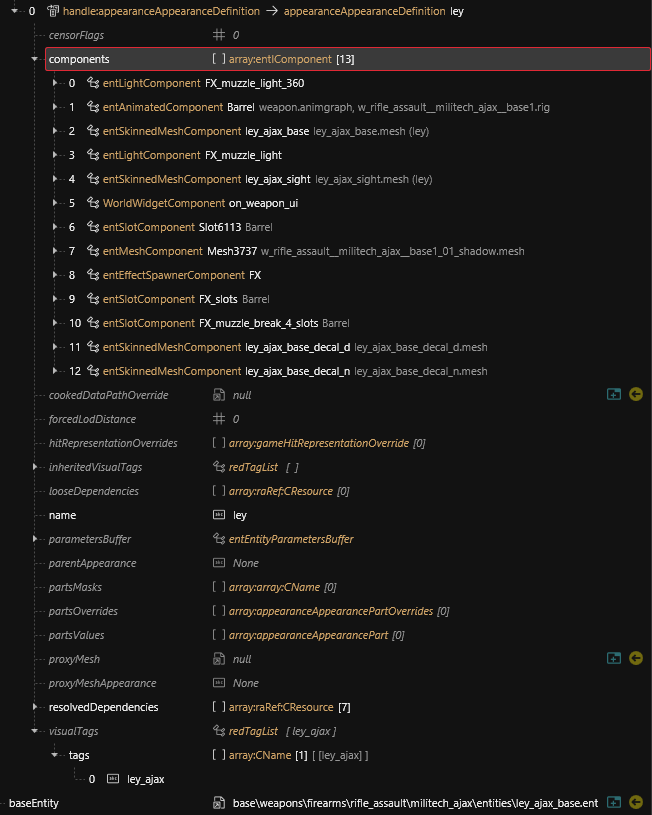 0 handle:appearanceAppearanceDefinition → appearanceAppearanceDefinition ley
censorFlags # 0
components [ ] array:entIComponent [13]
0 entLightComponent FX_muzzle_light_360
1 entAnimatedComponent Barrel weapon.animgraph, w_rifle_assault__militech_ajax__base1.rig
2 entSkinnedMeshComponent ley_ajax_base ley_ajax_base.mesh (ley)
3 entLightComponent FX_muzzle_light
4 entSkinnedMeshComponent ley_ajax_sight ley_ajax_sight.mesh (ley)
5 WorldWidgetComponent on_weapon_ui
6 entSlotComponent Slot6113 Barrel
7 entMeshComponent Mesh3737 w_rifle_assault__militech_ajax__base1_01_shadow.mesh
8 entEffectSpawnerComponent FX
9 entSlotComponent FX_slots Barrel
10 entSlotComponent FX_muzzle_break_4_slots Barrel
11 entSkinnedMeshComponent ley_ajax_base_decal_d ley_ajax_base_decal_d.mesh
12 entSkinnedMeshComponent ley_ajax_base_decal_n ley_ajax_base_decal_n.mesh
cookedDataPathOverride null
forcedLodDistance # 0
hitRepresentationOverrides [ ] array:gameHitRepresentationOverride [0]
inheritedVisualTags redTagList [ ]
looseDependencies [ ] array:raRef:CResource [0]
name abc ley
parametersBuffer entEntityParametersBuffer
parentAppearance abc None
partsMasks [ ] array:array:CName [0]
partsOverrides [ ] array:appearanceAppearancePartOverrides [0]
partsValues [ ] array:appearanceAppearancePart [0]
proxyMesh null
proxyMeshAppearance abc None
resolvedDependencies [ ] array:raRef:CResource [7]
visualTags redTagList [ ley_ajax ]
tags [ ] array:CName [1] [ [ley_ajax] ]
0 abc ley_ajax
baseEntity base\weapons\firearms\rifle_assault\militech_ajax\entities\ley_ajax_base.ent